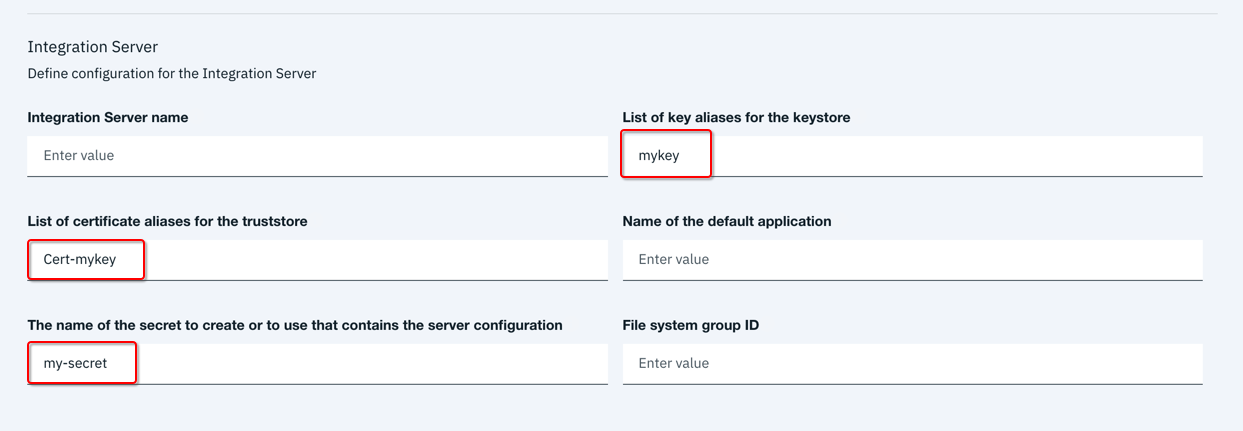 Integration Server
Define configuration for the Integration Server
Integration Server name
List of key aliases for the keystore
Enter value
mykey
List of certificate aliases for the truststore
Name of the default application
Cert-mykey
Enter value
The name of the secret to create or to use that contains the server configuration
File system group ID
my-secret
Enter value